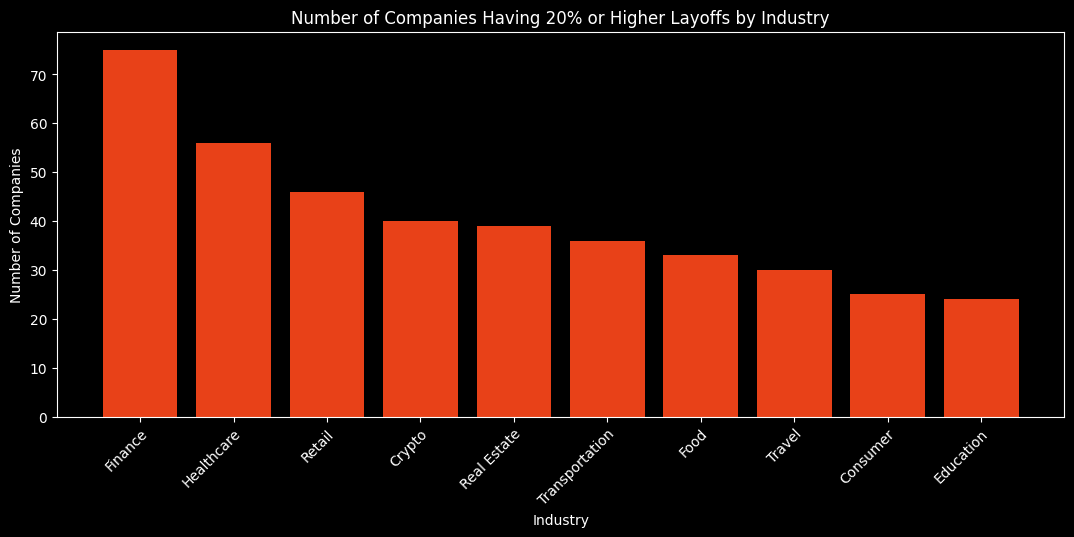 Number of Companies Having 20% or Higher Layoffs by Industry
Number of Companies
70
60
50
40
30
20
10
0
Finance
Healthcare
Retail
Crypto
Real Estate
Transportation
Food
Travel
Consumer
Education
Industry